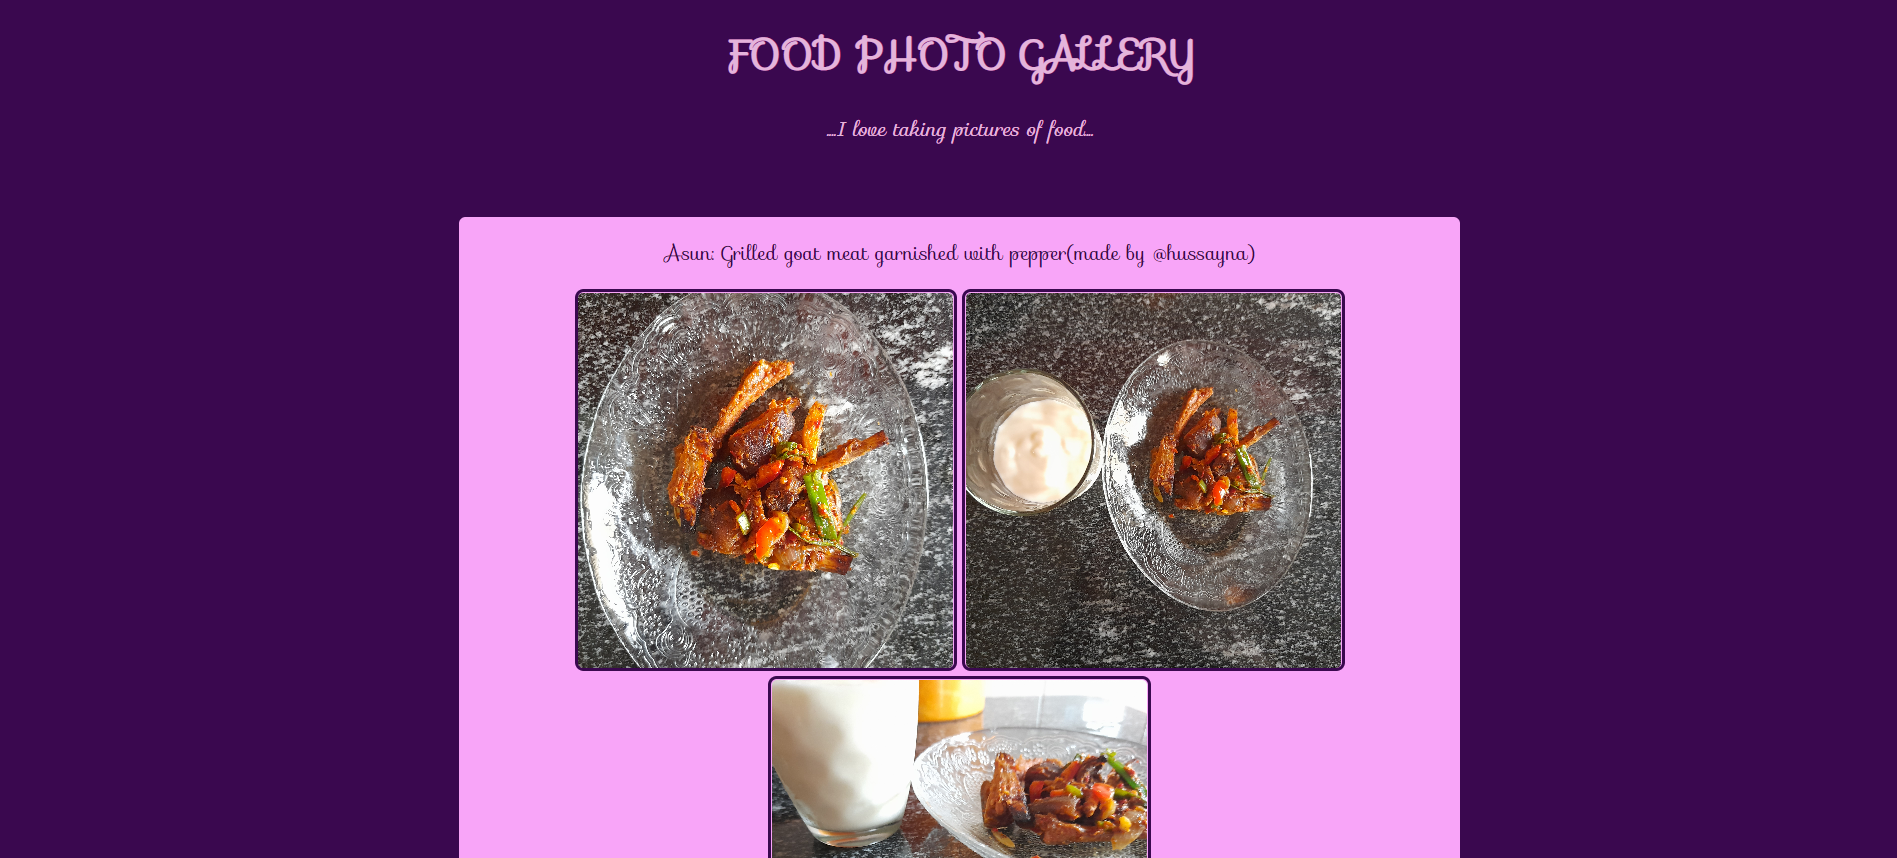 FOOD PHOTO GALLERY
....I love taking pictures of food....
Asun: Grilled goat meat garnished with pepper(made by @hussayna)